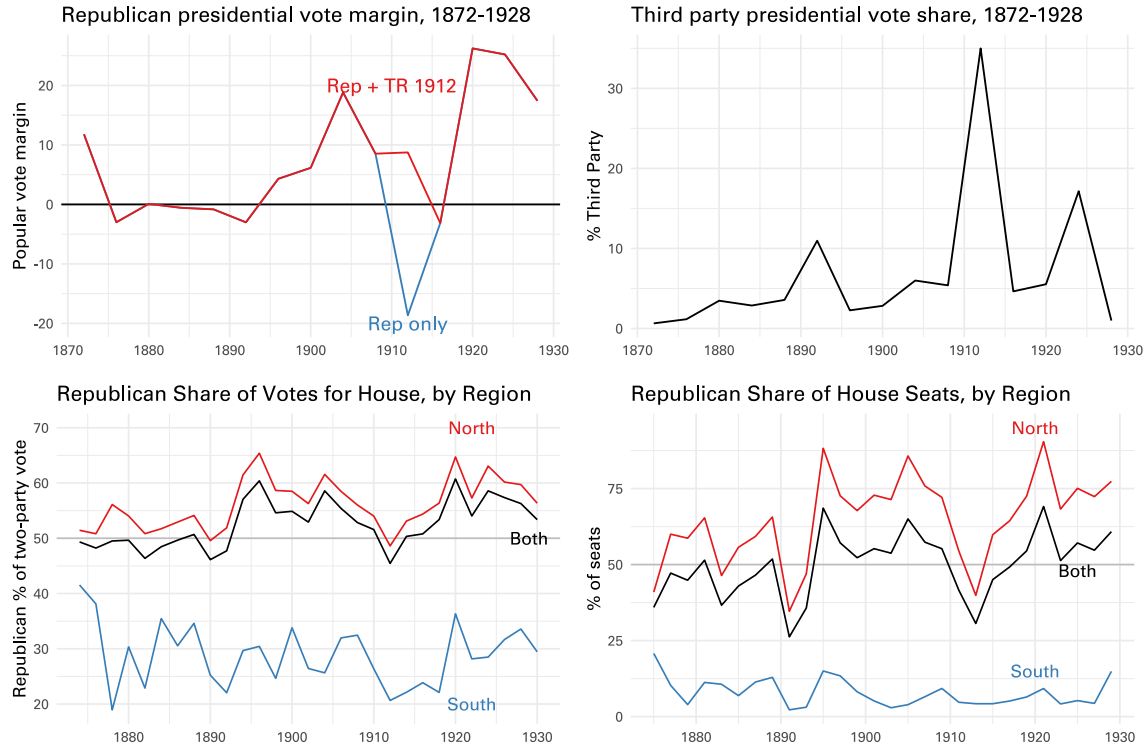 Republican presidential vote margin, 1872-1928
Popular vote margin
20
10
0
-10
-20
Rep + TR 1912
Rep only
1870 1880 1890 1900 1910 1920 1930
Third party presidential vote share, 1872-1928
% Third Party
30
20
10
0
1870 1880 1890 1900 1910 1920 1930
Republican Share of Votes for House, by Region
Republican % of two-party vote
70
60
50
40
30
20
North
Both
South
1880 1890 1900 1910 1920 1930
Republican Share of House Seats, by Region
% of seats
75
50
25
0
North
Both
South
1880 1890 1900 1910 1920 1930